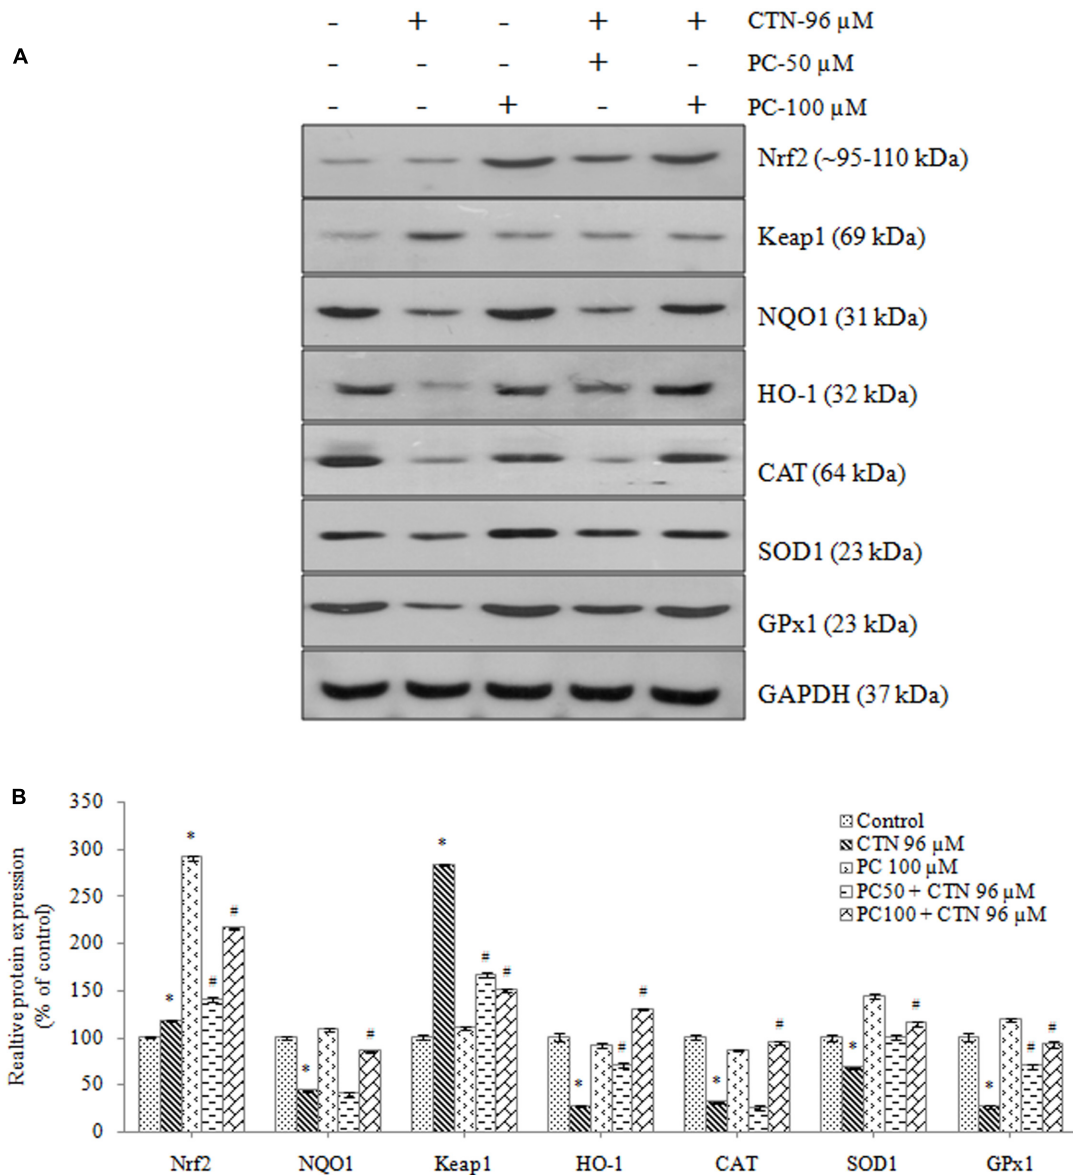 - + - + + CTN-96 µM
A
- - - + - PC-50 µM
- - + - + PC-100 µM
Nrf2 (~95-110 kDa)
Keap1 (69 kDa)
NQO1 (31 kDa)
HO-1 (32 kDa)
CAT (64 kDa)
SOD1 (23 kDa)
GPx1 (23 kDa)
GAPDH (37 kDa)
B
Realtive protein expression
(% of control)
350
300
250
200
150
100
50
0
* * # #
* #
* # #
* # #
* #
* #
* # #
Control
CTN 96 µM
PC 100 µM
PC50 + CTN 96 µM
PC100 + CTN 96 µM
Nrf2 NQO1 Keap1 HO-1 CAT SOD1 GPx1